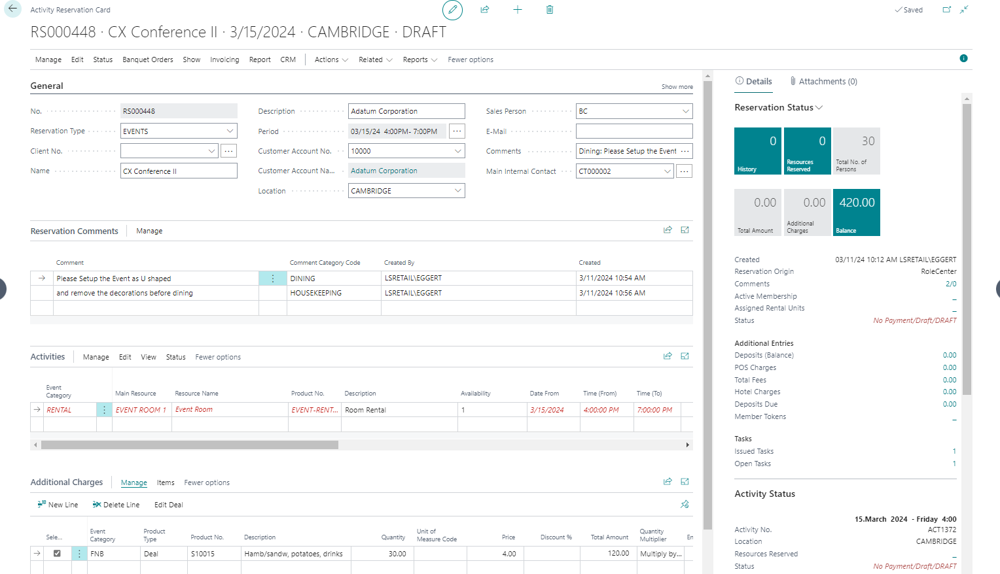 Activity Reservation Card
Saved
RS000448 · CX Conference II · 3/15/2024 · CAMBRIDGE · DRAFT
Manage Edit Status Banquet Orders Show Invoicing Report CRM Actions Related Reports Fewer options
General
Show more
No. RS000448
Reservation Type EVENTS
Client No.
Name CX Conference II
Description Adatum Corporation
Period 03/15/24 4:00PM- 7:00PM
Customer Account No. 10000
Customer Account Na... Adatum Corporation
Location CAMBRIDGE
Sales Person BC
E-Mail
Comments Dining: Please Setup the Event
Main Internal Contact CT000002
Reservation Comments Manage
Comment Comment Category Code Created By Created
Please Setup the Event as U shaped DINING LSRETAIL\EGGERT 3/11/2024 10:54 AM
and remove the decorations before dining HOUSEKEEPING LSRETAIL\EGGERT 3/11/2024 10:56 AM
Activities Manage Edit View Status Fewer options
Event Category Main Resource Resource Name Product No. Description Availability Date From Time (From) Time (To)
RENTAL EVENT ROOM 1 Event Room EVENT-RENT... Room Rental 1 3/15/2024 4:00:00 PM 7:00:00 PM
Additional Charges Manage Items Fewer options
New Line Delete Line Edit Deal
Sele... Event Category Product Type Product No. Description Quantity Unit of Measure Code Price Discount % Total Amount Quantity Multiplier En
FNB Deal S10015 Hamb/sandw, potatoes, drinks 30.00 4.00 120.00 Multiply by...
Details Attachments (0)
Reservation Status
0
History
0
Resources Reserved
30
Total No. of Persons
0.00
Total Amount
0.00
Additional Charges
420.00
Balance
Created 03/11/24 10:12 AM LSRETAIL\EGGERT
Reservation Origin RoleCenter
Comments 2/0
Active Membership _
Assigned Rental Units _
Status No Payment/Draft/DRAFT
Additional Entries
Deposits (Balance) 0.00
POS Charges 0.00
Total Fees 0.00
Hotel Charges 0.00
Deposits Due 0.00
Member Tokens _
Tasks
Issued Tasks 1
Open Tasks 1
Activity Status
15.March 2024 - Friday 4:00
Activity No. ACT1372
Location CAMBRIDGE
Resources Reserved _
Status No Payment/Draft/DRAFT